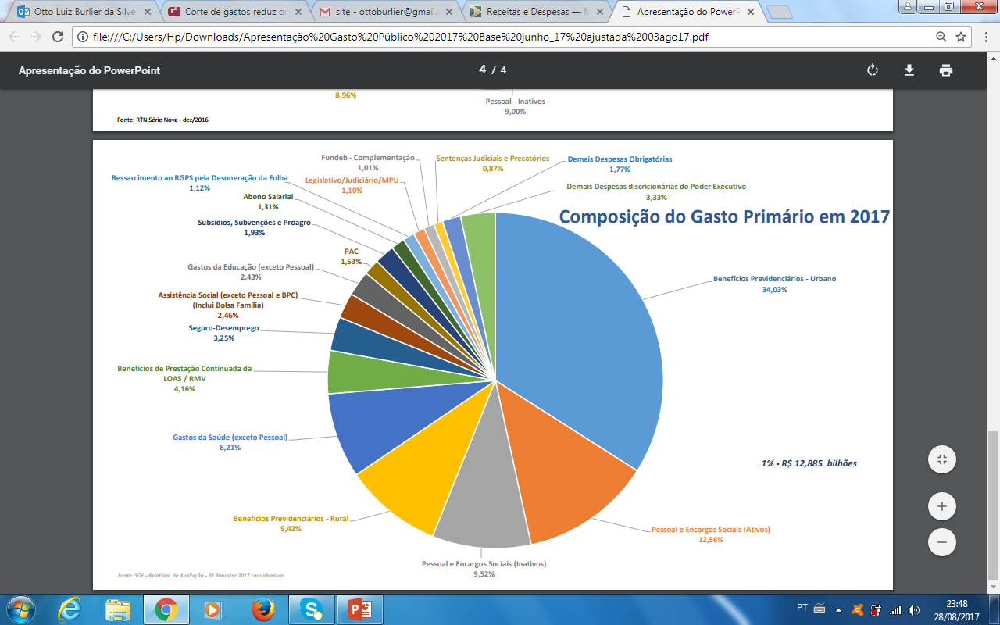 Otto Luiz Burlier da Silve
Corte de gastos reduz or
site - ottoburlier@gmail.c
Receitas e Despesas — M
Apresentação do PowerP
file:///C:/Users/Hp/Downloads/Apresentação%20Gasto%20Público%202017%20Base%20junho_17%20ajustada%2003ago17.pdf
Apresentação do PowerPoint
4 / 4
8,96%
Pessoal - Inativos
9,00%
Fonte: RTN Série Nova - dez/2016
Composição do Gasto Primário em 2017
Fundeb - Complementação
1,01%
Sentenças Judiciais e Precatórios
0,87%
Demais Despesas Obrigatórias
1,77%
Ressarcimento ao RGPS pela Desoneração da Folha
1,12%
Legislativo/Judiciário/MPU
1,10%
Demais Despesas discricionárias do Poder Executivo
3,33%
Abono Salarial
1,31%
Subsídios, Subvenções e Proagro
1,93%
PAC
1,53%
Gastos da Educação (exceto Pessoal)
2,43%
Benefícios Previdenciários - Urbano
34,03%
Assistência Social (exceto Pessoal e BPC)
(Inclui Bolsa Família)
2,46%
Seguro-Desemprego
3,25%
Benefícios de Prestação Continuada da
LOAS / RMV
4,16%
Gastos da Saúde (exceto Pessoal)
8,21%
1% - R$ 12,885 bilhões
Benefícios Previdenciários - Rural
9,42%
Pessoal e Encargos Sociais (Ativos)
12,56%
Pessoal e Encargos Sociais (Inativos)
9,52%
Fonte: SOF - Relatório de Avaliação - 3º Bimestre 2017 com abertura
PT
23:48
28/08/2017